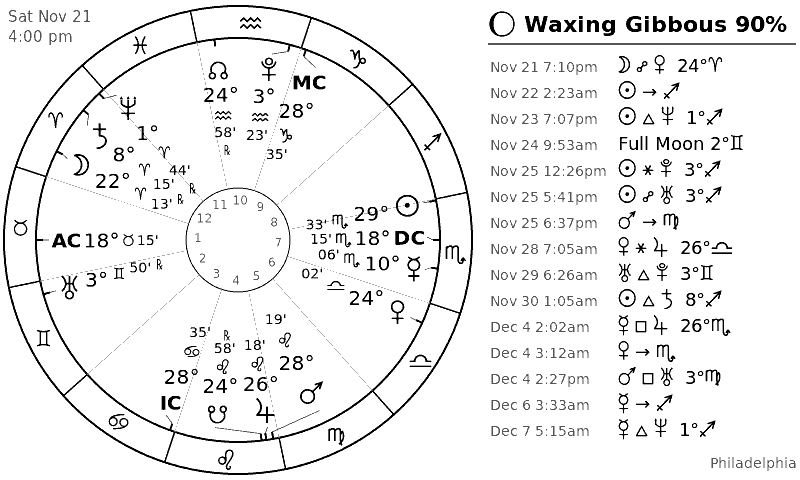 Sat Nov 21
4:00 pm
☽ Waxing Gibbous 90%
♒
♓
♑
♈
♐
♉
♏
♊
♎
♋
♍
♌
☊
24°
♒
58'
℞
♇
3°
♒
23'
MC
28°
♑
35'
♆
1°
♈
44'
℞
♄
8°
♈
15'
℞
☽
22°
♈
13'
AC 18° ♉ 15'
♅ 3° ♊ 50' ℞
33' ♏ 29° ☉
15' ♏ 18° DC
06' ♏ 10° ☿
02' ♎ 24° ♀
12 11 10 9
1 8
2 7
3 4 5 6
35'
♋
28°
IC
℞
58'
♌
24°
☋
18'
♌
26°
♃
19'
♌
28°
♂
Nov 21 7:10pm ☽ ☍ ♀ 24°♈
Nov 22 2:23am ☉ → ♐
Nov 23 7:07pm ☉ △ ♆ 1°♐
Nov 24 9:53am Full Moon 2°♊
Nov 25 12:26pm ☉ ⚹ ♇ 3°♐
Nov 25 5:41pm ☉ ☍ ♅ 3°♐
Nov 25 6:37pm ♂ → ♍
Nov 28 7:05am ♀ ⚹ ♃ 26°♎
Nov 29 6:26am ♅ △ ♇ 3°♊
Nov 30 1:05am ☉ △ ♄ 8°♐
Dec 4 2:02am ☿ □ ♃ 26°♏
Dec 4 3:12am ♀ → ♏
Dec 4 2:27pm ♂ □ ♅ 3°♍
Dec 6 3:33am ☿ → ♐
Dec 7 5:15am ☿ △ ♆ 1°♐
Philadelphia